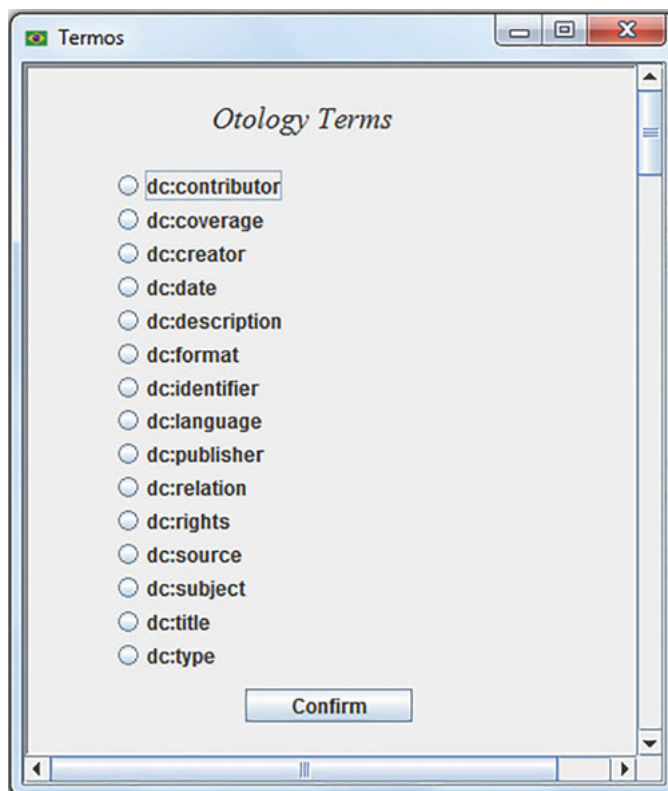 Termos
Otology Terms
dc:contributor
dc:coverage
dc:creator
dc:date
dc:description
dc:format
dc:identifier
dc:language
dc:publisher
dc:relation
dc:rights
dc:source
dc:subject
dc:title
dc:type
Confirm